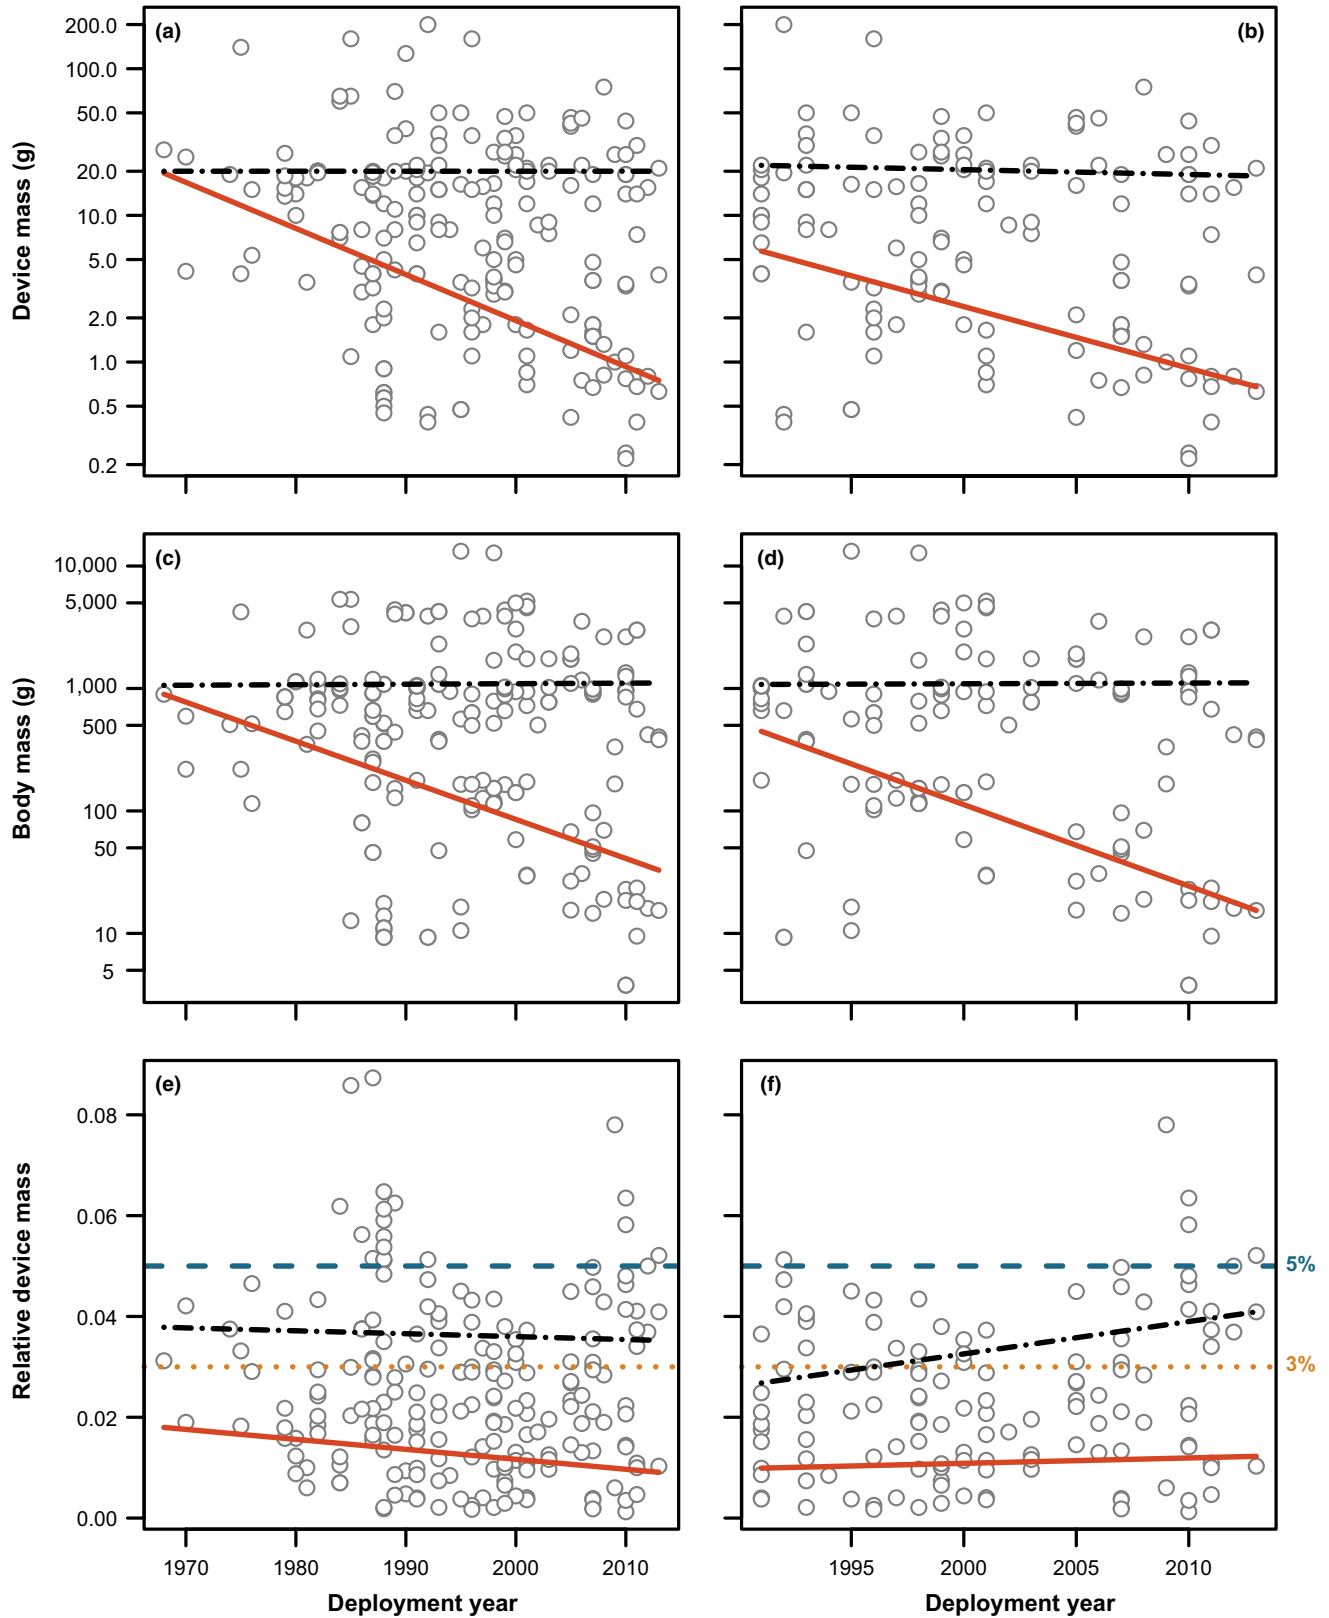 (a)
(b)
Device mass (g)
200.0
100.0
50.0
20.0
10.0
5.0
2.0
1.0
0.5
0.2
(c)
(d)
Body mass (g)
10,000
5,000
1,000
500
100
50
10
5
(e)
(f)
Relative device mass
0.08
0.06
0.04
0.02
0.00
5%
3%
1970 1980 1990 2000 2010
1995 2000 2005 2010
Deployment year
Deployment year